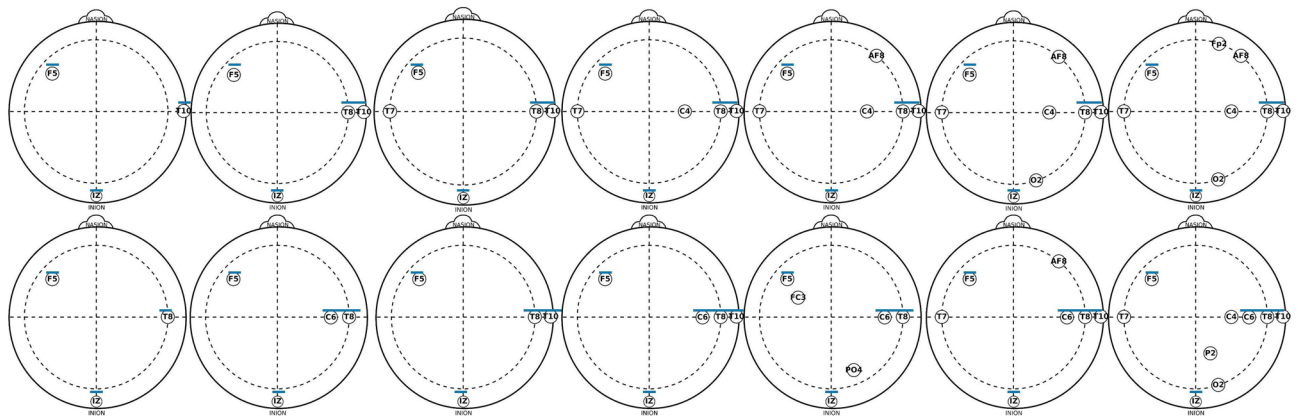 NASION NASION NASION NASION NASION NASION NASION
Fp2
AF8 AF8 AF8
F5 F5 F5 F5 F5 F5 F5
T10 T8 T10 T7 T8 T10 T7 C4 T8 T10 T7 C4 T8 T10 T7 C4 T8 T10 T7 C4 T8 T10
O2 O2
IZ IZ IZ IZ IZ IZ IZ
INION INION INION INION INION INION INION
NASION NASION NASION NASION NASION NASION NASION
AF8
F5 F5 F5 F5 F5 F5 F5
FC3
T8 C6 T8 T8 T10 C6 T8 T10 C6 T8 T7 C6 T8 T10 T7 C4 C6 T8 T10
P2
PO4
O2
IZ IZ IZ IZ IZ IZ IZ
INION INION INION INION INION INION INION